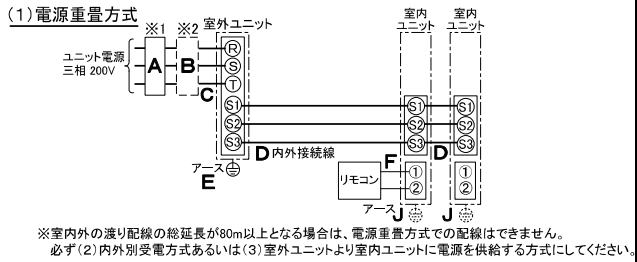 (1)電源重畳方式
※1 ※2 室外ユニット
室内ユニット
室内ユニット
ユニット電源
三相 200V
A
B
C
R
S
T
S1
S2
S3
S1
S2
S3
S1
S2
S3
D 内外接続線
D
アース
E
リモコン
F
①
②
①
②
アース J
J
※室内外の渡り配線の総延長が80m以上となる場合は、電源重畳方式での配線はできません。
必ず(2)内外別受電方式あるいは(3)室外ユニットより室内ユニットに電源を供給する方式にしてください。